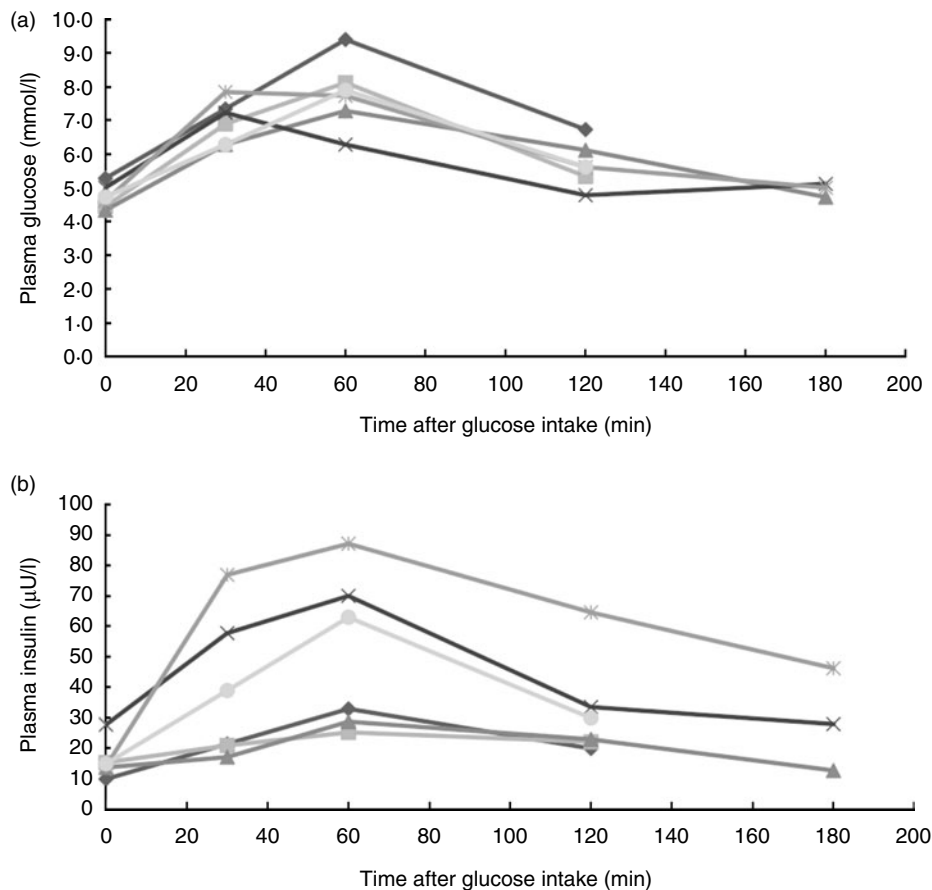 (a)
10·0
9·0
8·0
7·0
6·0
5·0
4·0
3·0
2·0
1·0
0·0
Plasma glucose (mmol/l)
0 20 40 60 80 100 120 140 160 180 200
Time after glucose intake (min)
(b)
100
90
80
70
60
50
40
30
20
10
0
Plasma insulin (μU/l)
0 20 40 60 80 100 120 140 160 180 200
Time after glucose intake (min)